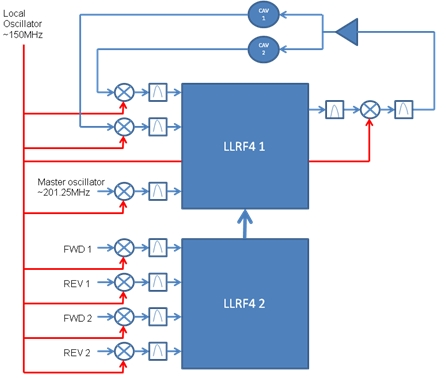 Local
Oscillator
~150MHz
CAV
1
CAV
2
LLRF4 1
Master oscillator
~201.25MHz
FWD 1
REV 1
FWD 2
REV 2
LLRF4 2